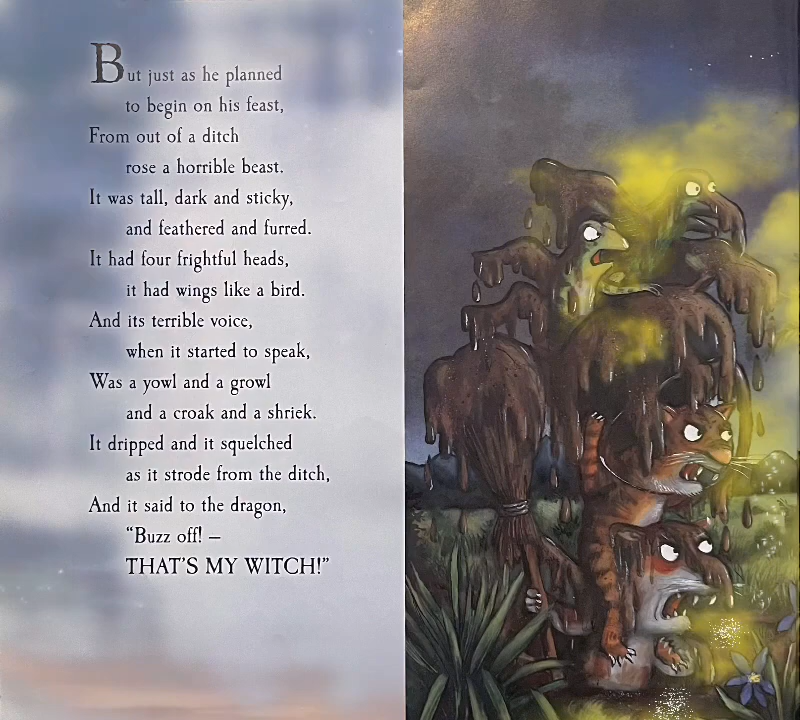 But just as he planned
to begin on his feast,
From out of a ditch
rose a horrible beast.
It was tall, dark and sticky,
and feathered and furred.
It had four frightful heads,
it had wings like a bird.
And its terrible voice,
when it started to speak,
Was a yowl and a growl
and a croak and a shriek.
It dripped and it squelched
as it strode from the ditch,
And it said to the dragon,
“Buzz off! –
THAT'S MY WITCH!”